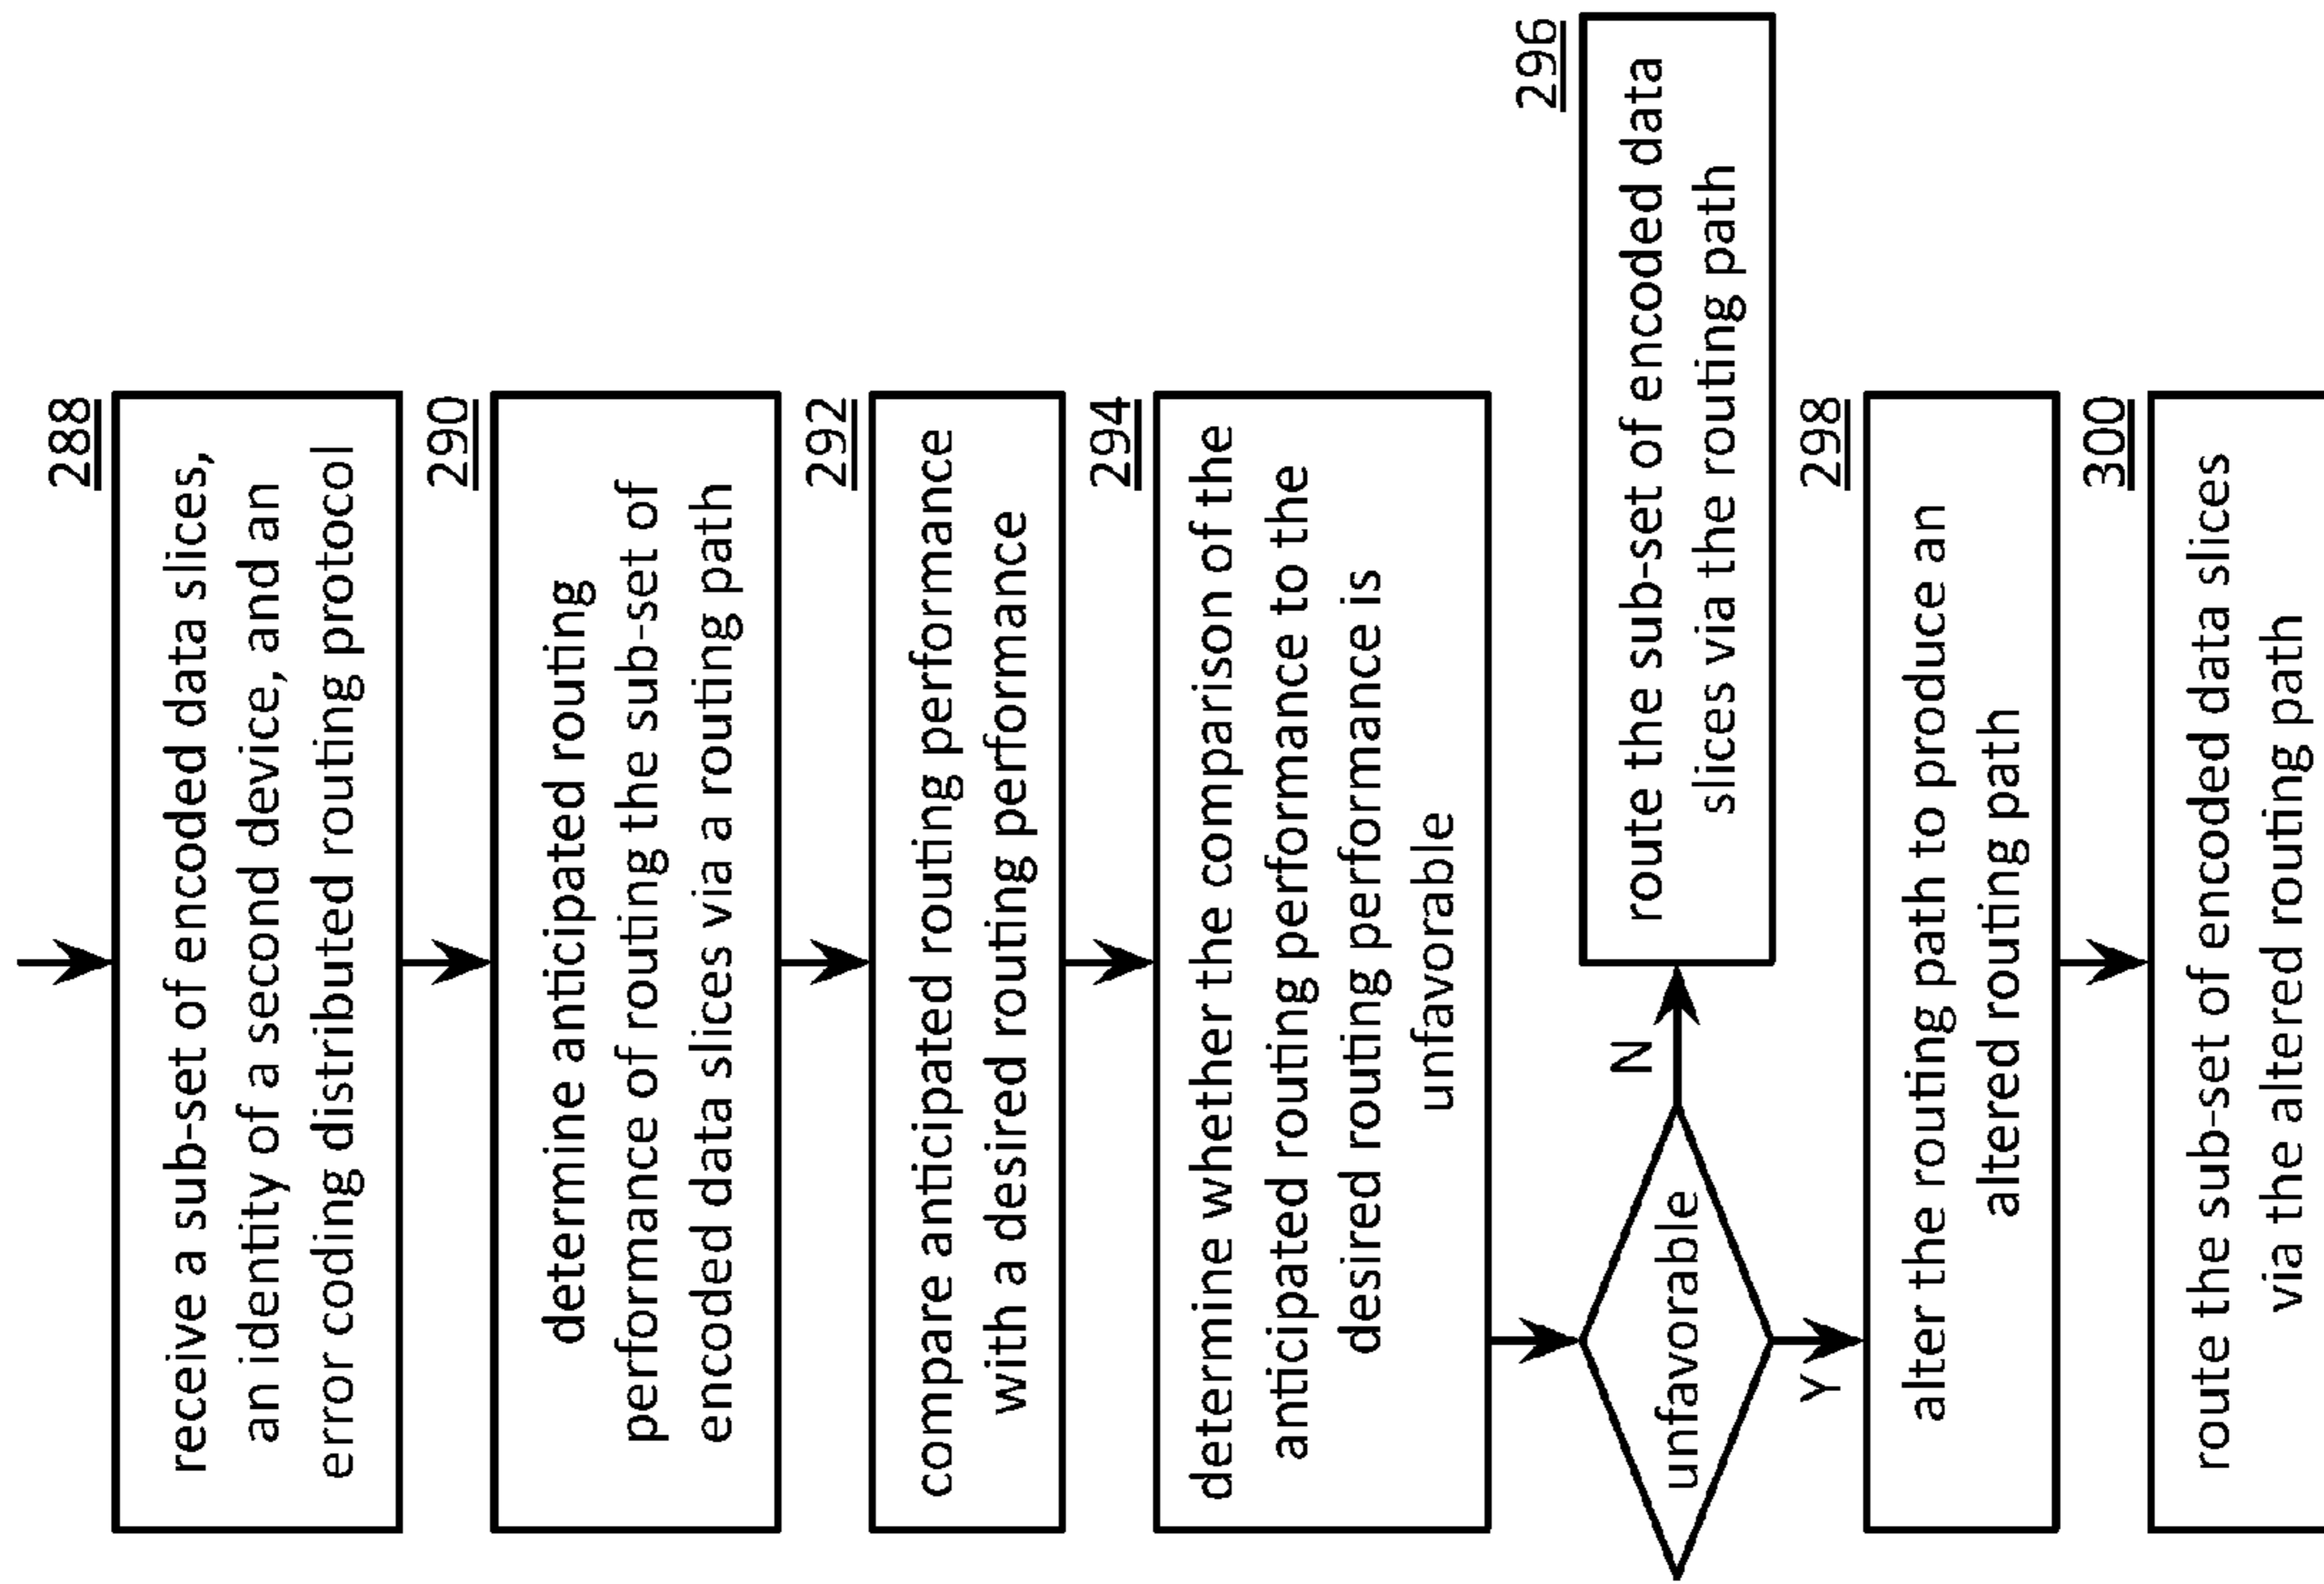 288
receive a sub-set of encoded data slices,
an identity of a second device, and an
error coding distributed routing protocol
290
determine anticipated routing
performance of routing the sub-set of
encoded data slices via a routing path
292
compare anticipated routing performance
with a desired routing performance
294
determine whether the comparison of the
anticipated routing performance to the
desired routing performance is
unfavorable
unfavorable
N
296
route the sub-set of encoded data
slices via the routing path
Y
298
alter the routing path to produce an
altered routing path
300
route the sub-set of encoded data slices
via the altered routing path